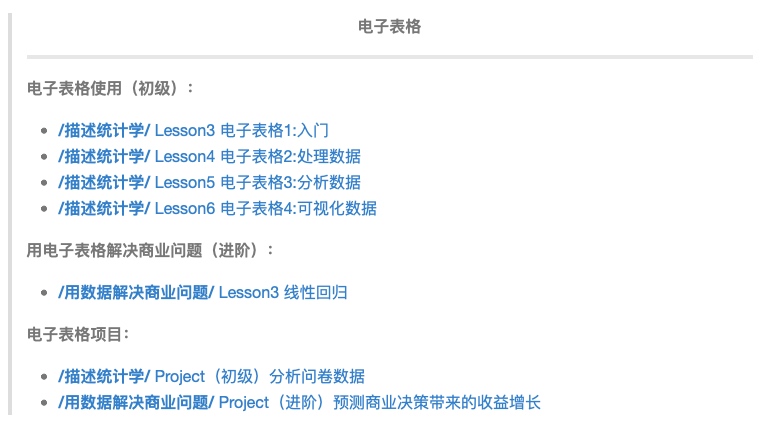 电子表格
电子表格使用（初级）：
/描述统计学/ Lesson3 电子表格1:入门
/描述统计学/ Lesson4 电子表格2:处理数据
/描述统计学/ Lesson5 电子表格3:分析数据
/描述统计学/ Lesson6 电子表格4:可视化数据
用电子表格解决商业问题（进阶）：
/用数据解决商业问题/ Lesson3 线性回归
电子表格项目：
/描述统计学/ Project（初级）分析问卷数据
/用数据解决商业问题/ Project（进阶）预测商业决策带来的收益增长